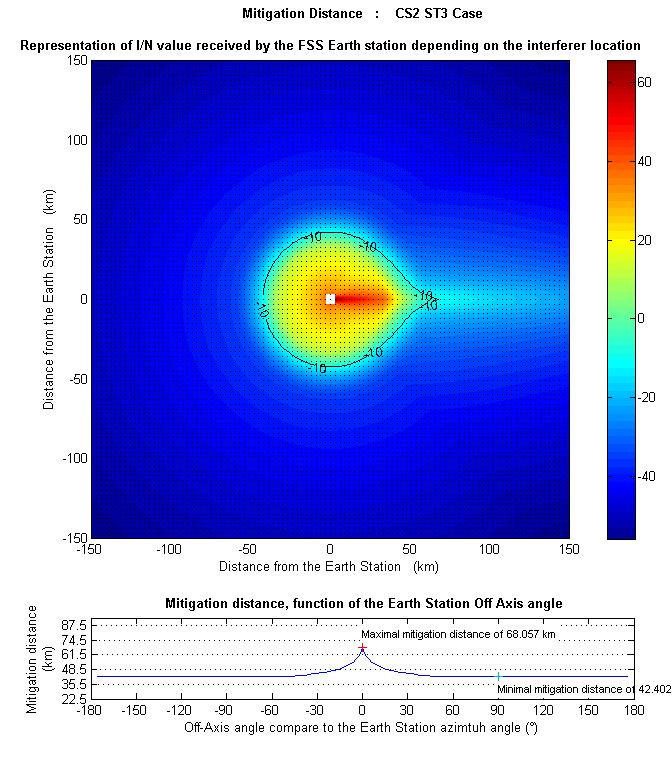 Mitigation Distance : CS2 ST3 Case
Representation of I/N value received by the FSS Earth station depending on the interferer location
150
100
50
0
-50
-100
-150
Distance from the Earth Station (km)
-10
-10
-10
-10
-10
-10
-10
-150 -100 -50 0 50 100 150
Distance from the Earth Station (km)
60
40
20
0
-20
-40
Mitigation distance, function of the Earth Station Off Axis angle
Mitigation distance
(km)
87.5
74.5
61.5
48.5
35.5
22.5
Maximal mitigation distance of 68.057 km
Minimal mitigation distance of 42.402
-180 -150 -120 -90 -60 -30 0 30 60 90 120 150 180
Off-Axis angle compare to the Earth Station azimtuh angle (°)